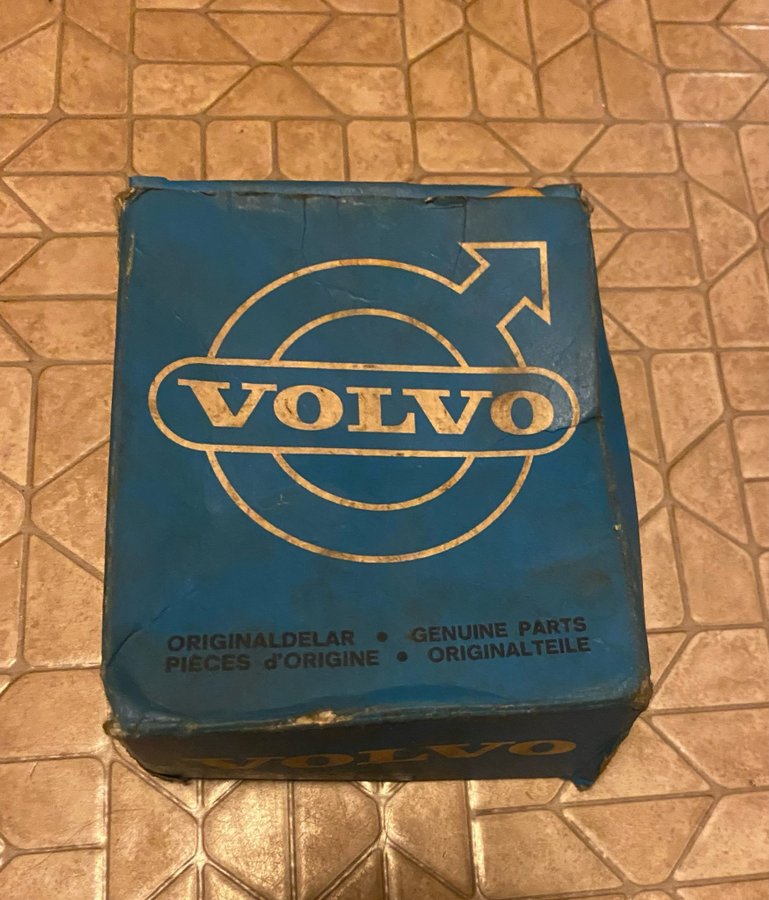 VOLVO
ORIGINALDELAR • GENUINE PARTS
PIÈCES d'ORIGINE • ORIGINALTEILE
VOLVO